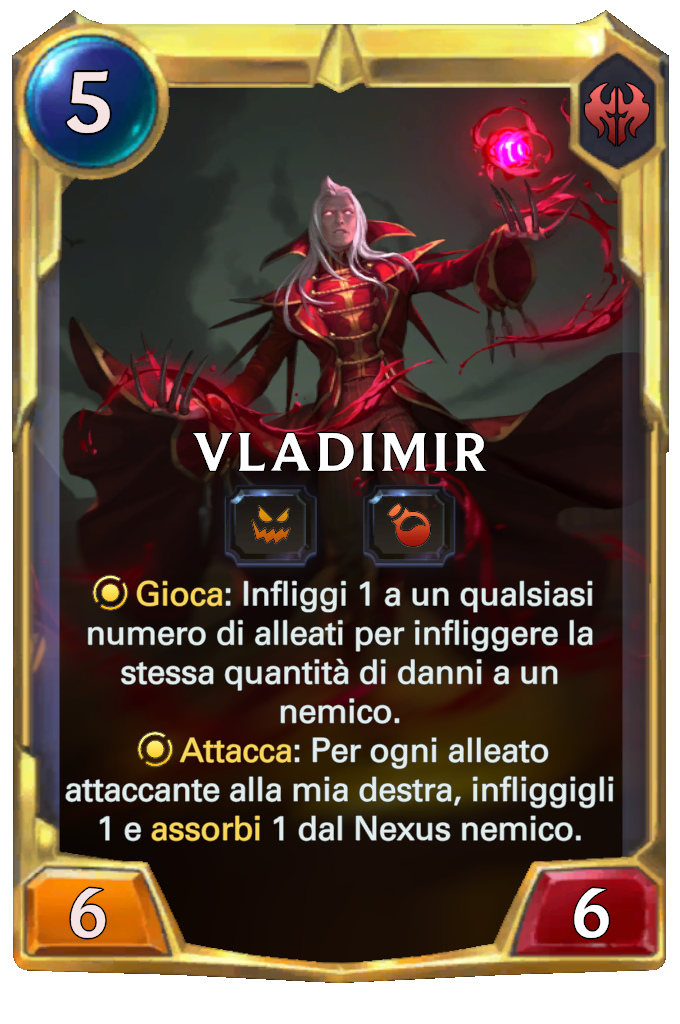 5
VLADIMIR
Gioca: Infliggi 1 a un qualsiasi
numero di alleati per infliggere la
stessa quantità di danni a un
nemico.
Attacca: Per ogni alleato
attaccante alla mia destra, infliggigli
1 e assorbi 1 dal Nexus nemico.
6
6